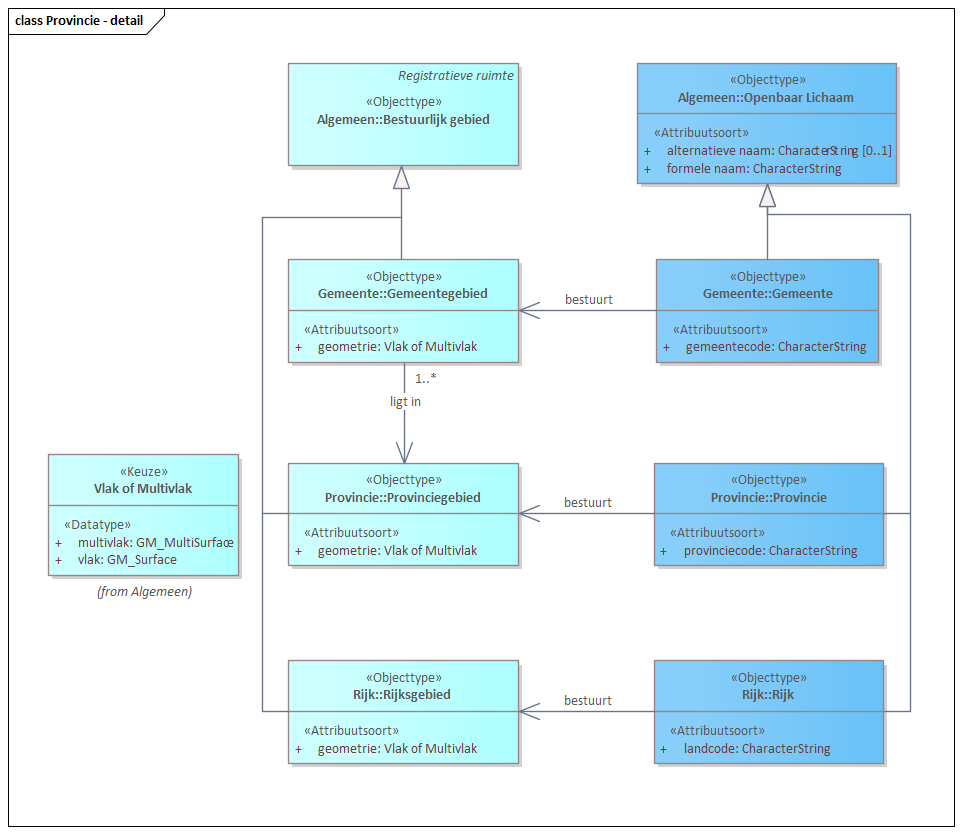 class Provincie - detail
Registratieve ruimte
«Objecttype»
Algemeen::Bestuurlijk gebied
«Objecttype»
Algemeen::Openbaar Lichaam
«Attribuutsoort»
+ alternatieve naam: CharacterString [0..1]
+ formele naam: CharacterString
«Objecttype»
Gemeente::Gemeentegebied
«Attribuutsoort»
+ geometrie: Vlak of Multivlak
bestuurt
«Objecttype»
Gemeente::Gemeente
«Attribuutsoort»
+ gemeentecode: CharacterString
1..*
ligt in
«Keuze»
Vlak of Multivlak
«Datatype»
+ multivlak: GM_MultiSurface
+ vlak: GM_Surface
(from Algemeen)
«Objecttype»
Provincie::Provinciegebied
«Attribuutsoort»
+ geometrie: Vlak of Multivlak
bestuurt
«Objecttype»
Provincie::Provincie
«Attribuutsoort»
+ provinciecode: CharacterString
«Objecttype»
Rijk::Rijksgebied
«Attribuutsoort»
+ geometrie: Vlak of Multivlak
bestuurt
«Objecttype»
Rijk::Rijk
«Attribuutsoort»
+ landcode: CharacterString